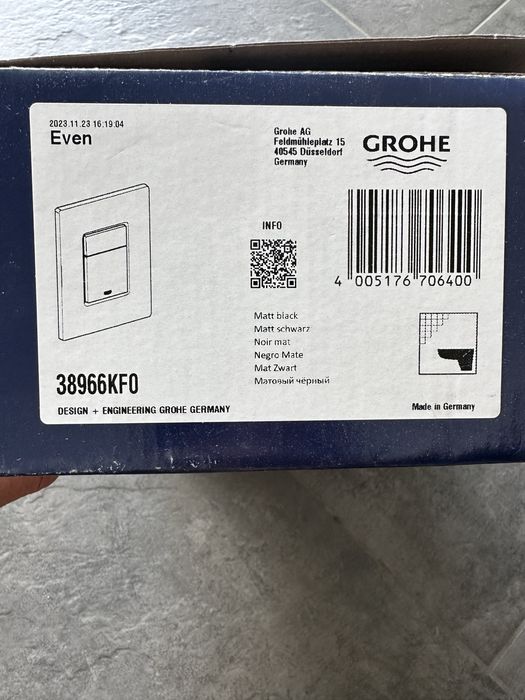 2023.11.23 16:19:04
Even
Grohe AG
Feldmühleplatz 15
40545 Düsseldorf
Germany
GROHE
INFO
4 005176 706400
Matt black
Matt schwarz
Noir mat
Negro Mate
Mat Zwart
Матовый чёрный
38966KF0
DESIGN + ENGINEERING GROHE GERMANY
Made in Germany